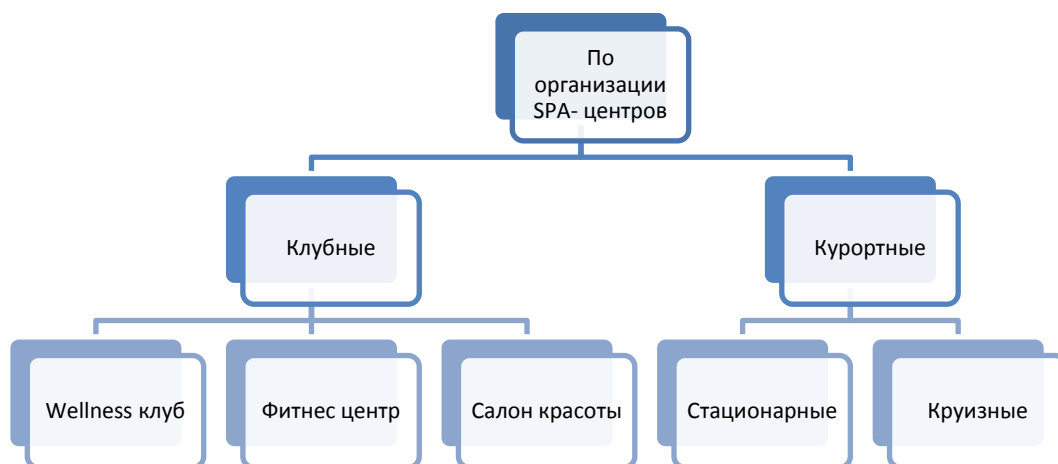 По
организации
SPA- центров
Клубные
Курортные
Wellness клуб
Фитнес центр
Салон красоты
Стационарные
Круизные